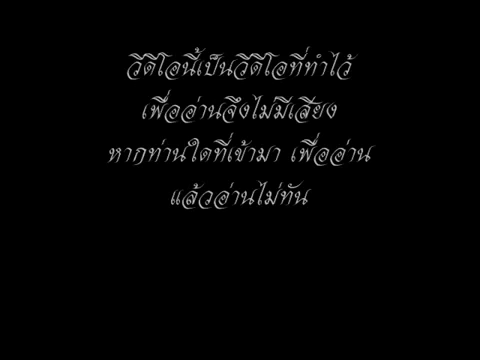 วีดีโอนี้เป็นวีดีโอที่ทำไว้
เพื่ออ่านจึงไม่มีเสียง
หากท่านใดที่เข้ามา เพื่ออ่าน
แล้วอ่านไม่ทัน